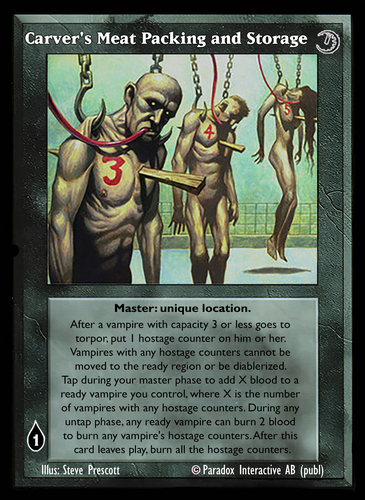 Carver's Meat Packing and Storage
3
4
5
Master: unique location.
After a vampire with capacity 3 or less goes to
torpor, put 1 hostage counter on him or her.
Vampires with any hostage counters cannot be
moved to the ready region or be diablerized.
Tap during your master phase to add X blood to a
ready vampire you control, where X is the number
of vampires with any hostage counters. During any
untap phase, any ready vampire can burn 2 blood
to burn any vampire's hostage counters. After this
card leaves play, burn all the hostage counters.
1
Illus: Steve Prescott © Paradox Interactive AB (publ)